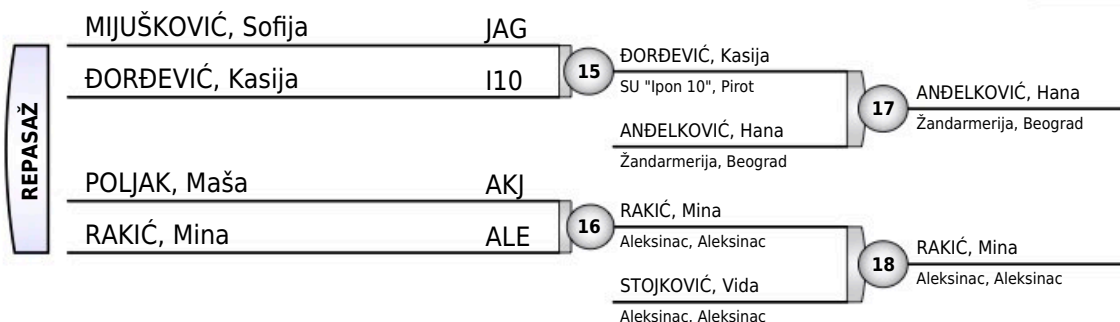 REPASAŽ
MIJUŠKOVIĆ, Sofija JAG
ĐORĐEVIĆ, Kasija I10
15
ĐORĐEVIĆ, Kasija
SU "Ipon 10", Pirot
ANĐELKOVIĆ, Hana
Žandarmerija, Beograd
17
ANĐELKOVIĆ, Hana
Žandarmerija, Beograd
POLJAK, Maša AKJ
RAKIĆ, Mina ALE
16
RAKIĆ, Mina
Aleksinac, Aleksinac
STOJKOVIĆ, Vida
Aleksinac, Aleksinac
18
RAKIĆ, Mina
Aleksinac, Aleksinac